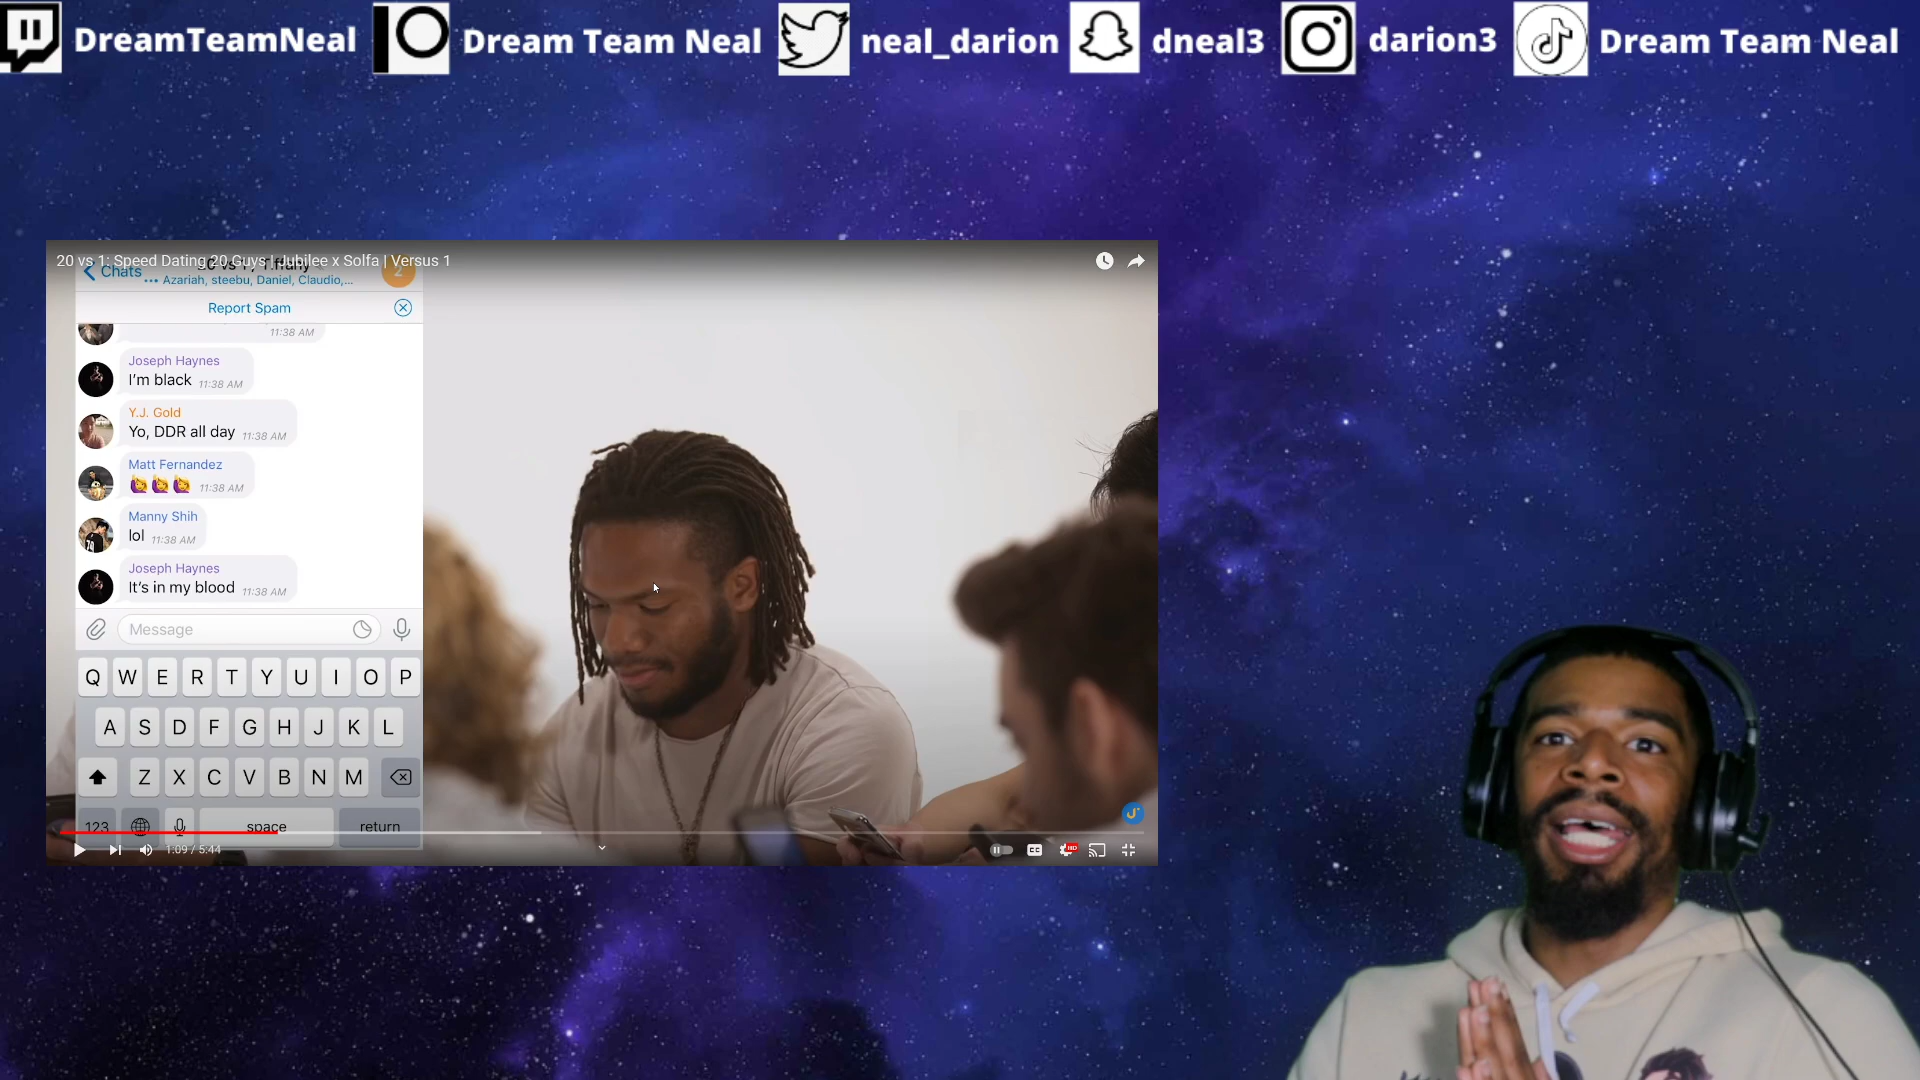 DreamTeamNeal
Dream Team Neal
neal_darion
dneal3
darion3
Dream Team Neal
20 vs 1: Speed Dating 20 Guys | Jubilee x Solfa | Versus 1
Chats
2
Azariah, steebu, Daniel, Claudio,...
Report Spam
11:38 AM
Joseph Haynes
I'm black 11:38 AM
Y.J. Gold
Yo, DDR all day 11:38 AM
Matt Fernandez
🙋‍♀️🙋‍♀️🙋‍♀️ 11:38 AM
Manny Shih
lol 11:38 AM
Joseph Haynes
It's in my blood 11:38 AM
Message
Q W E R T Y U I O P
A S D F G H J K L
Z X C V B N M
123 space return
1:09 / 5:44
CC
HD